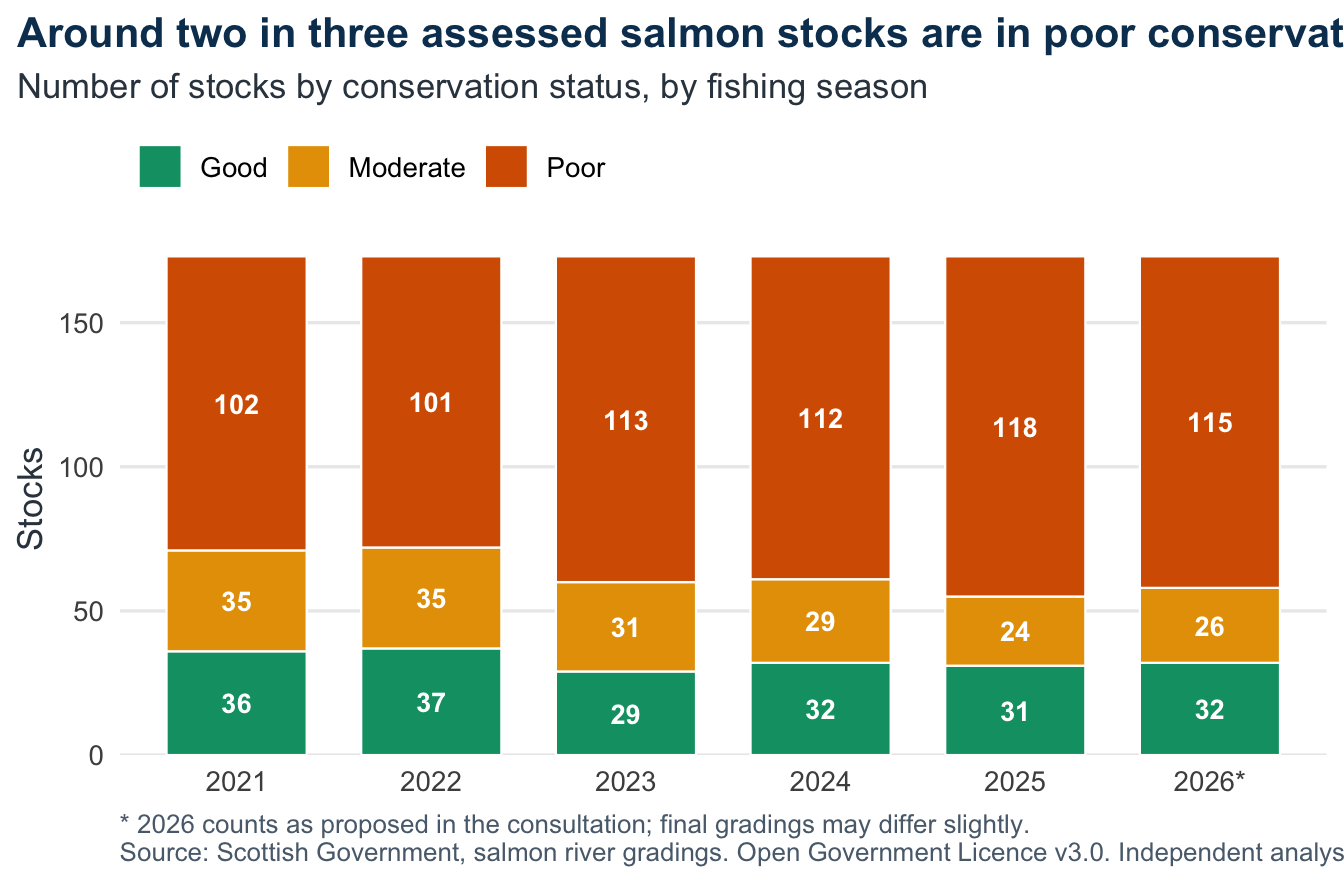 Around two in three assessed salmon stocks are in poor
Number of stocks by conservation status, by fishing season
Good Moderate Poor
Stocks
150
100
50
0
102 101 113 112 118 115
35 35 31 29 24 26
36 37 29 32 31 32
2021 2022 2023 2024 2025 2026*
* 2026 counts as proposed in the consultation; final gradings may differ slightly.
Source: Scottish Government, salmon river gradings. Open Government Licence v3.0. Independent